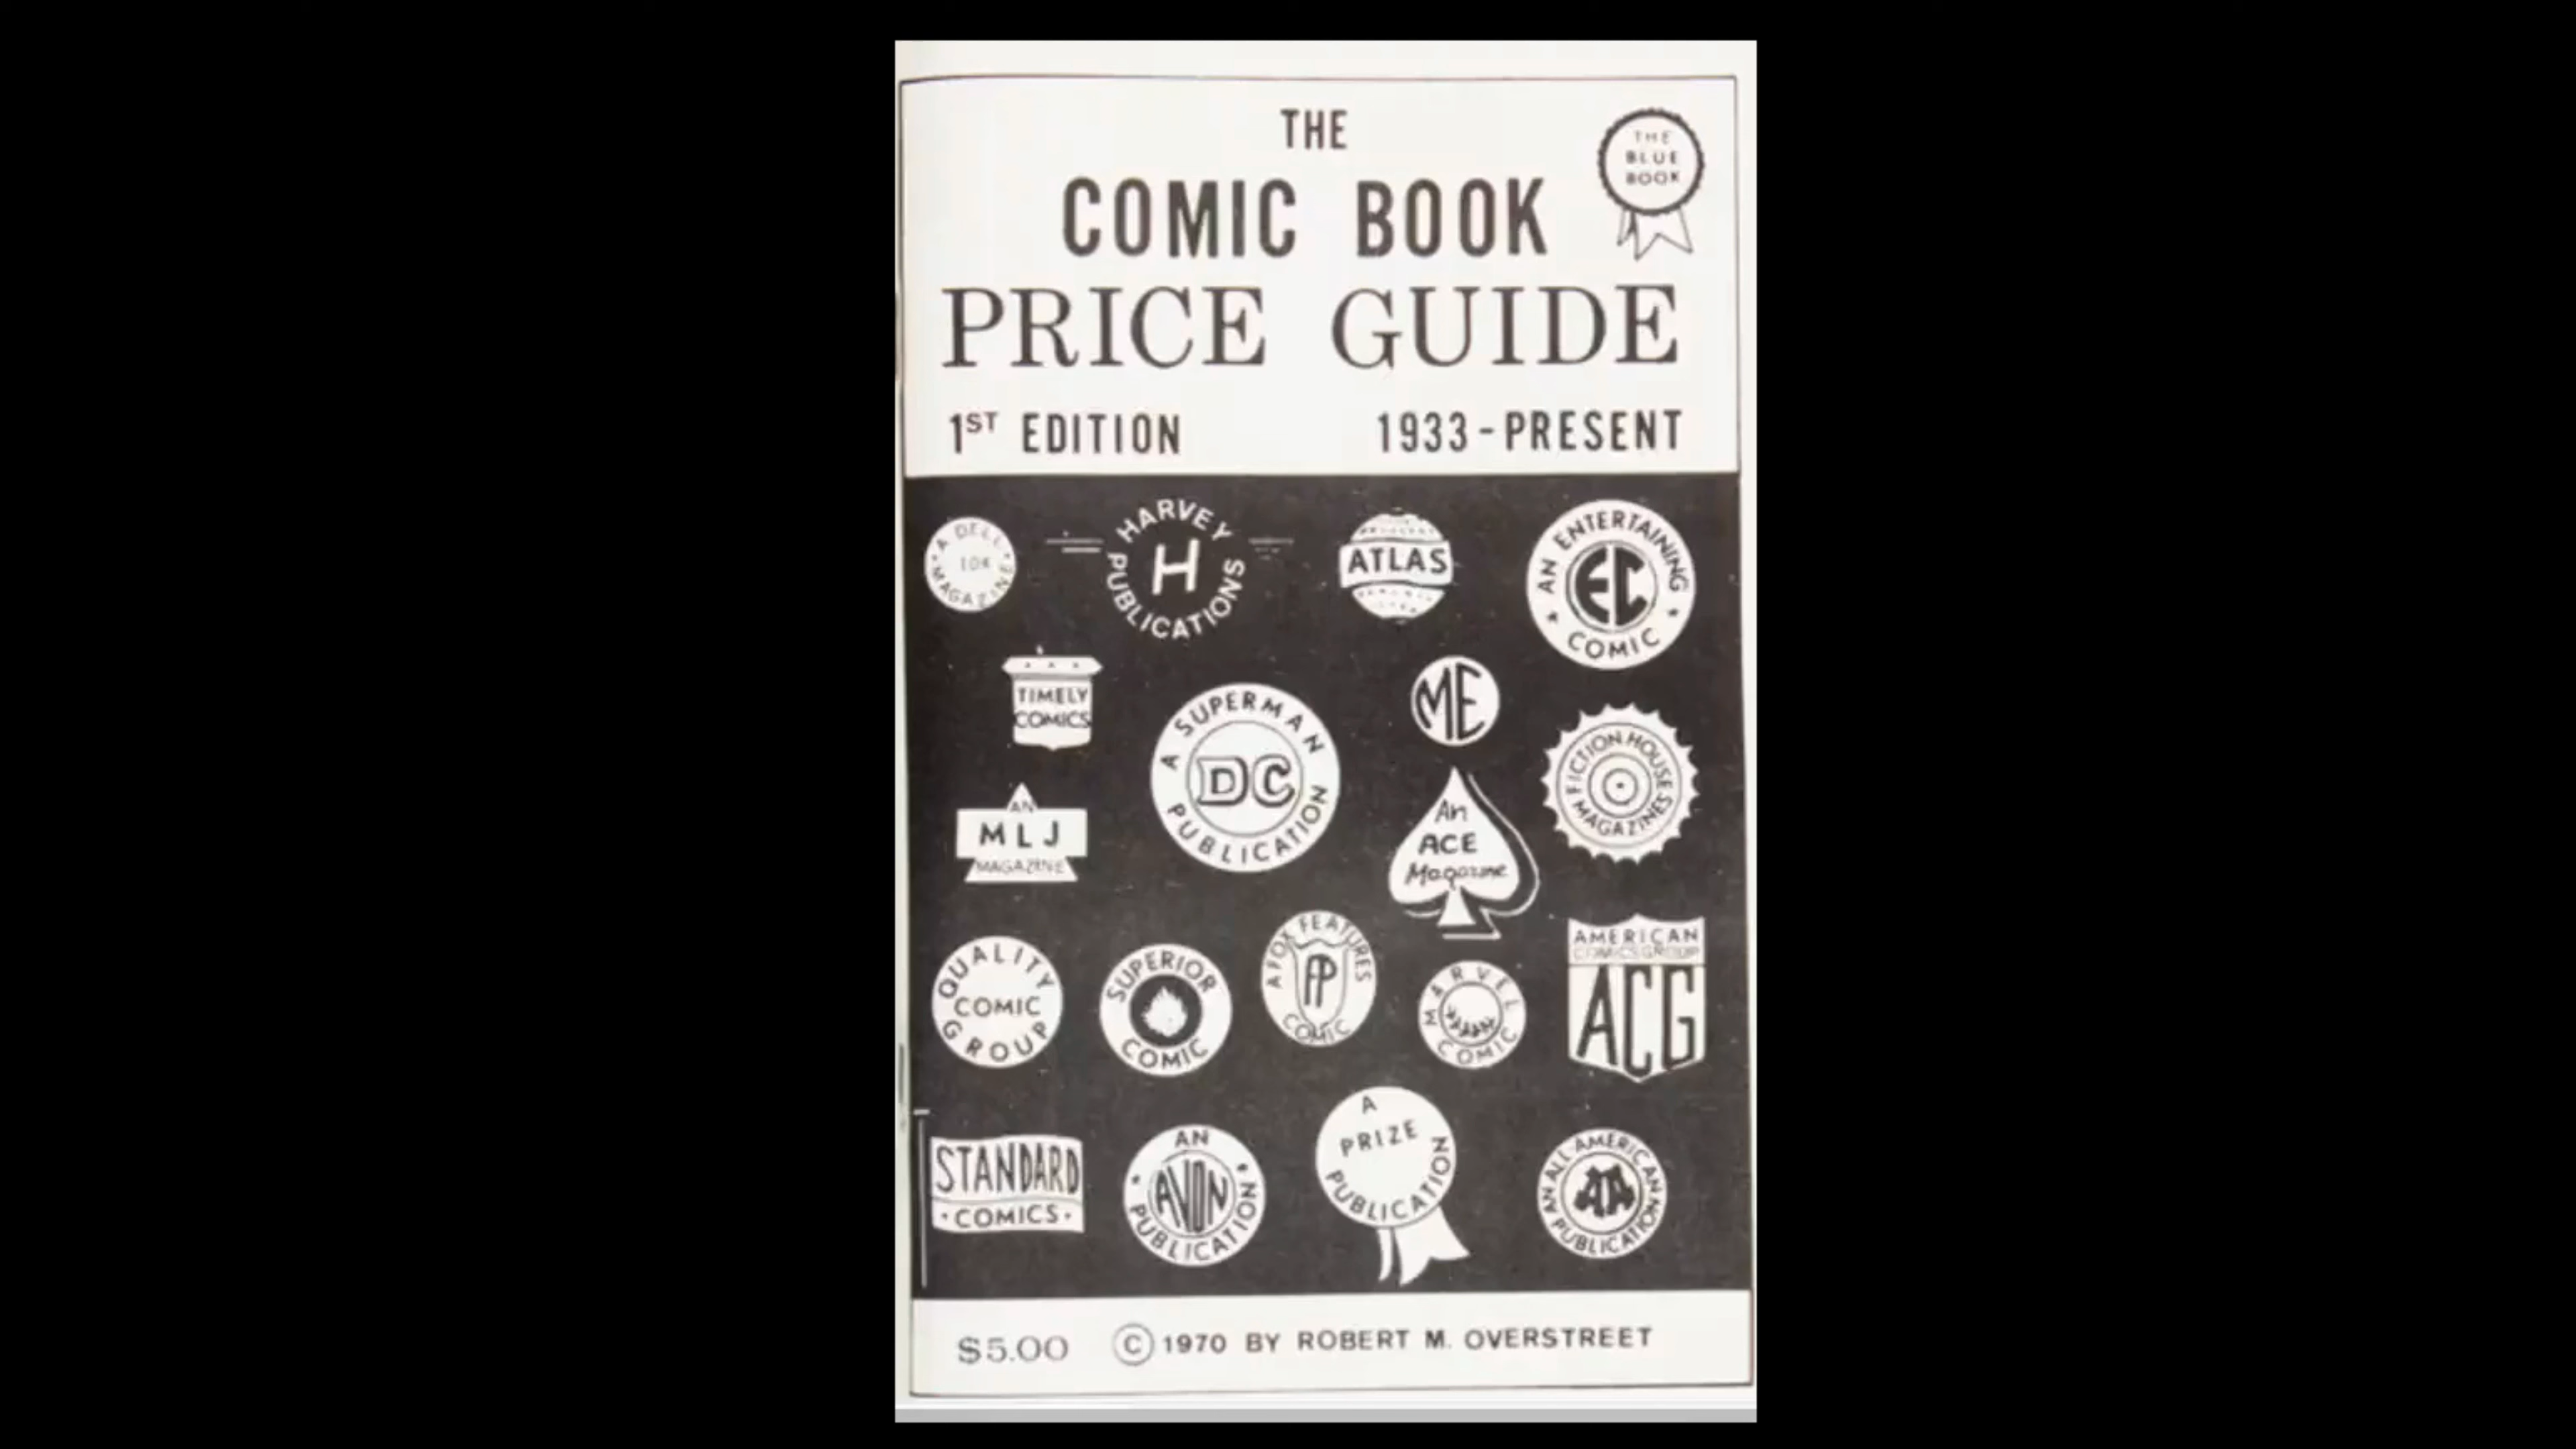 THE
THE
BLUE
BOOK
COMIC BOOK
PRICE GUIDE
1ST EDITION
1933-PRESENT
A DELL
10¢
MAGAZINE
HARVEY
H
PUBLICATIONS
ATLAS
AN ENTERTAINING
EC
COMIC
TIMELY
COMICS
A SUPERMAN
DC
PUBLICATION
ME
FICTION HOUSE
MAGAZINES
AN
MLJ
MAGAZINE
An
ACE
Magazine
QUALITY
COMIC
GROUP
SUPERIOR
COMIC
A FOX FEATURES
FP
COMIC
MARVEL
COMIC
AMERICAN
COMICS GROUP
ACG
STANDARD
COMICS
AN
AVON
PUBLICATION
A
PRIZE
PUBLICATION
AN ALL AMERICAN
AA
PUBLICATION
$5.00 © 1970 BY ROBERT M. OVERSTREET